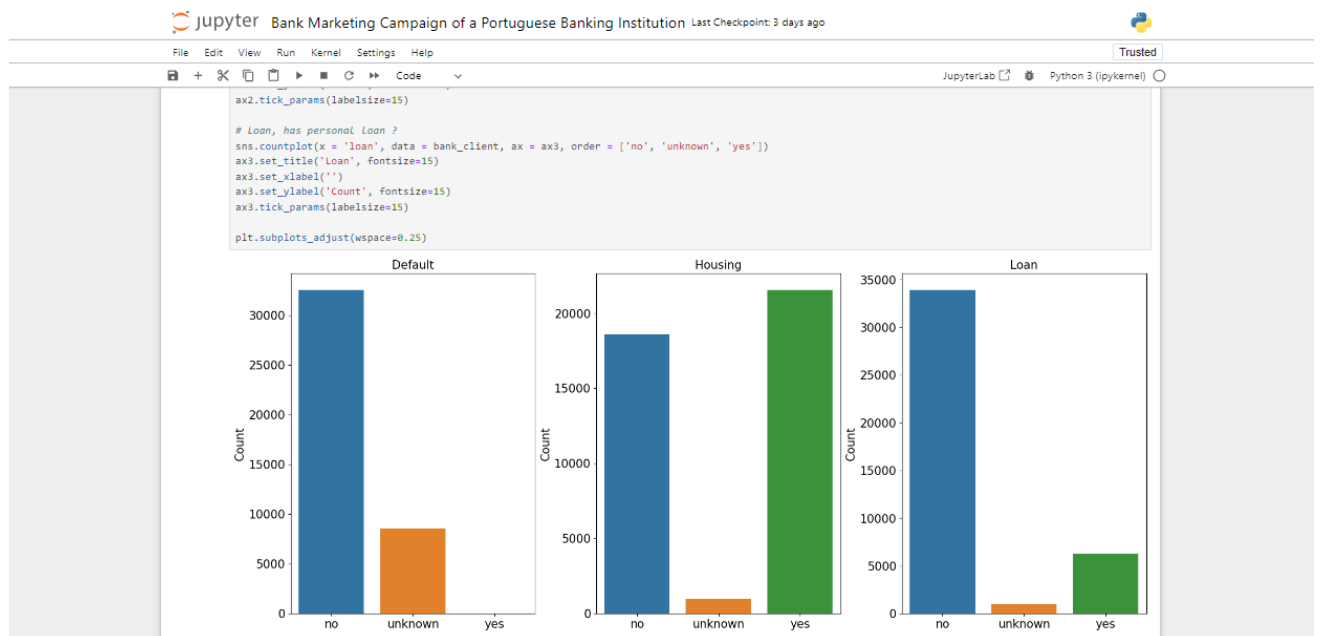 jupyter Bank Marketing Campaign of a Portuguese Banking Institution Last Checkpoint: 3 days ago
File Edit View Run Kernel Settings Help Trusted
Code JupyterLab Python 3 (ipykernel)
ax2.tick_params(labelsize=15)
# Loan, has personal loan ?
sns.countplot(x = 'loan', data = bank_client, ax = ax3, order = ['no', 'unknown', 'yes'])
ax3.set_title('Loan', fontsize=15)
ax3.set_xlabel('')
ax3.set_ylabel('Count', fontsize=15)
ax3.tick_params(labelsize=15)
plt.subplots_adjust(wspace=0.25)
Default
30000
25000
20000
15000
10000
5000
0
Count
no unknown yes
Housing
20000
15000
10000
5000
0
Count
no unknown yes
Loan
35000
30000
25000
20000
15000
10000
5000
0
Count
no unknown yes